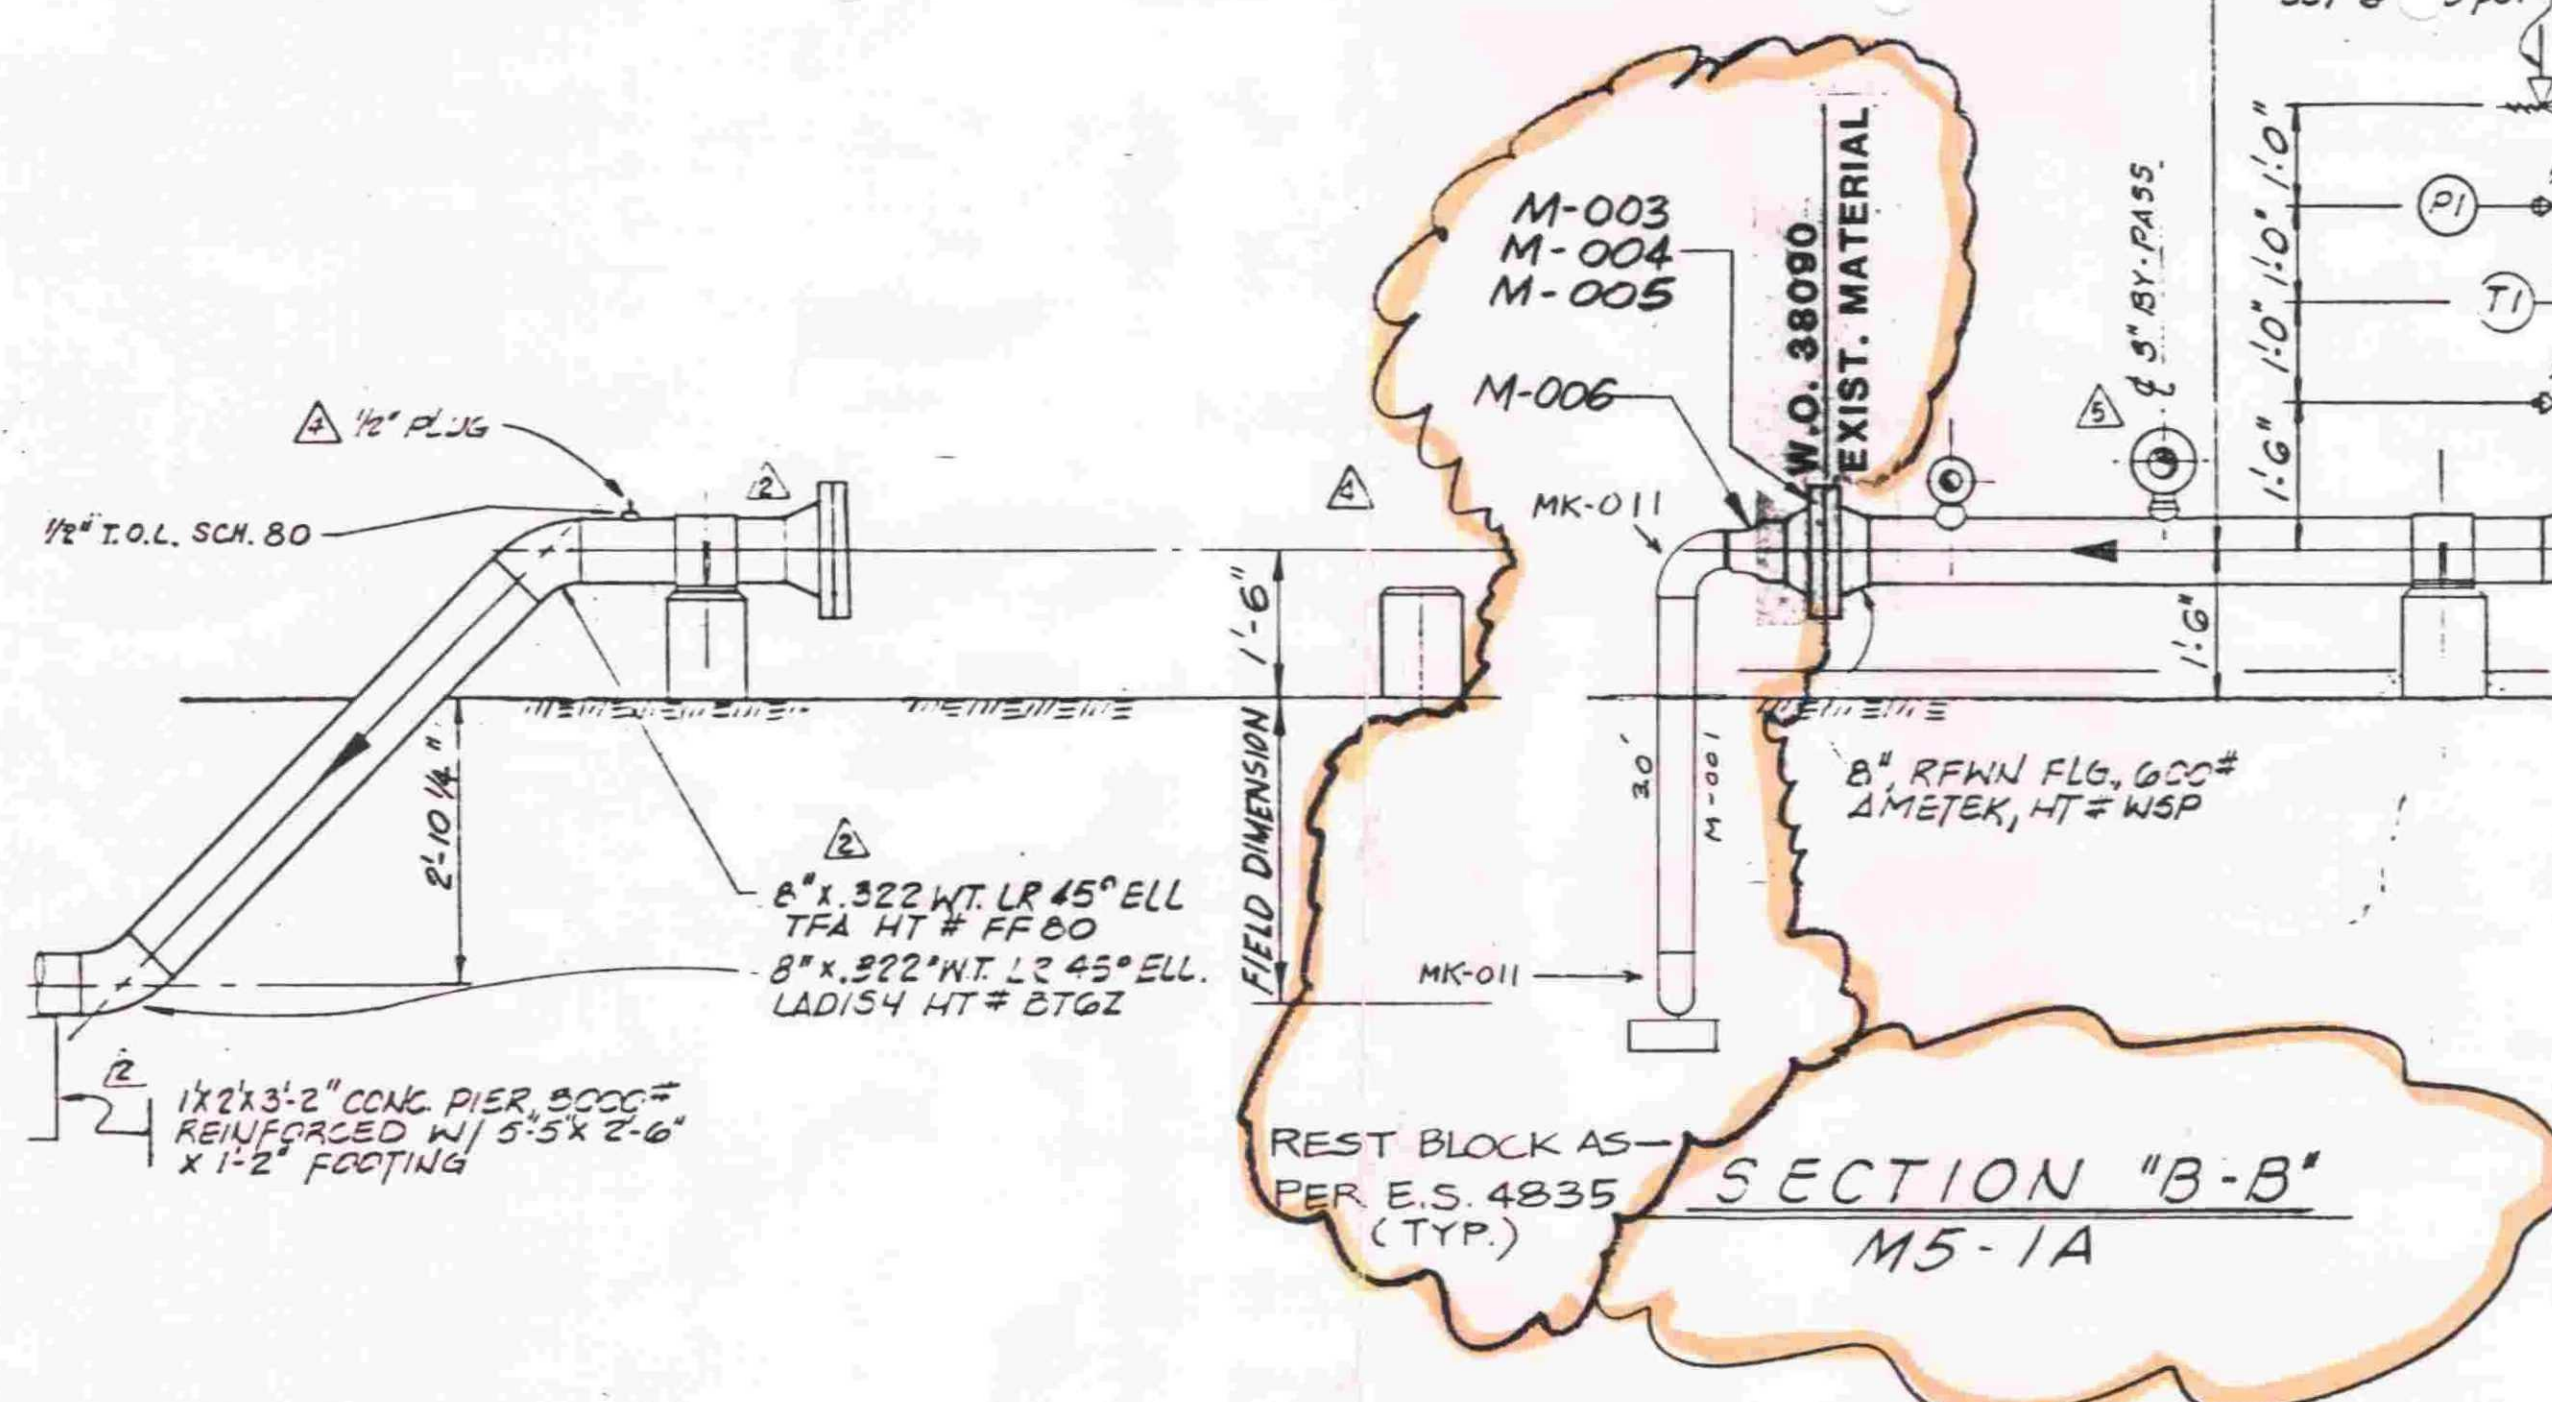 1/2" PLUG
1/2" T.O.L. SCH. 80
2
2'-10 1/4"
2
8" X .322 WT. LR 45° ELL
TFA HT # FF80
8" X .322" WT. LR 45° ELL.
LADISH HT #
2
1'X2'X3'-2" CONC. PIER, 3000#
REINFORCED W/ 5-5"X 2'-6"
X 1'-2" FOOTING
4
1'-6"
FIELD DIMENSION
M-003
M-004
M-005
M-006
W.O. 38090
EXIST. MATERIAL
MK-011
3.0'
M-001
MK-011
REST BLOCK AS
PER E.S. 4835
(TYP.)
5
℄ 3" BY-PASS
1'-0"
1'-0"
1'-0"
1'-6"
PI
TI
1'-6"
8", RFWN FLG., 600#
AMETEK, HT # WSP
SECTION "B-B"
M5-1A